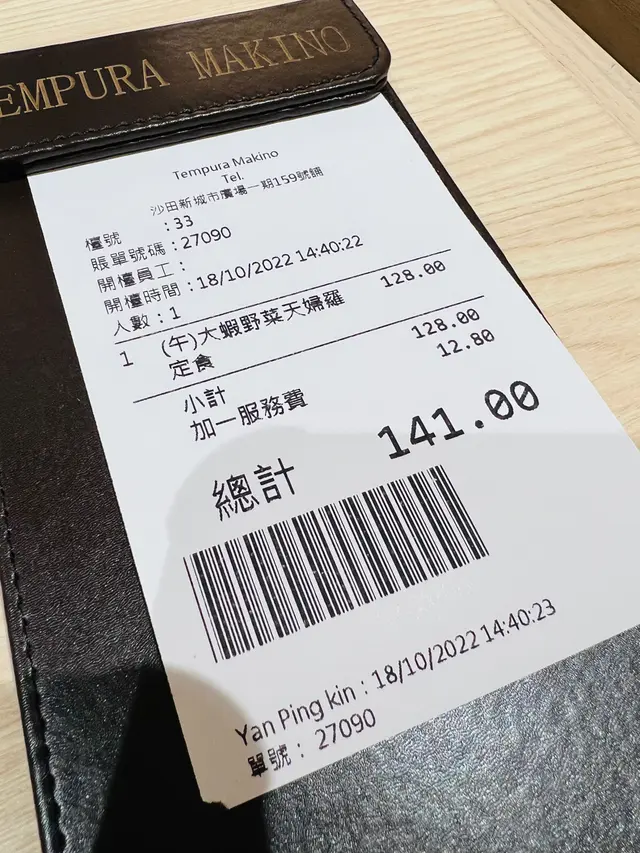 EMPURA MAKINO
Tempura Makino
Tel.
沙田新城市廣場一期159號舖
檯號 : 33
賬單號碼 : 27090
開檯員工 :
開檯時間 : 18/10/2022 14:40:22
人數 : 1
1 (午)大蝦野菜天婦羅 128.00
定食
小計 128.00
加一服務費 12.80
總計 141.00
Yan Ping kin : 18/10/2022 14:40:23
單號 : 27090